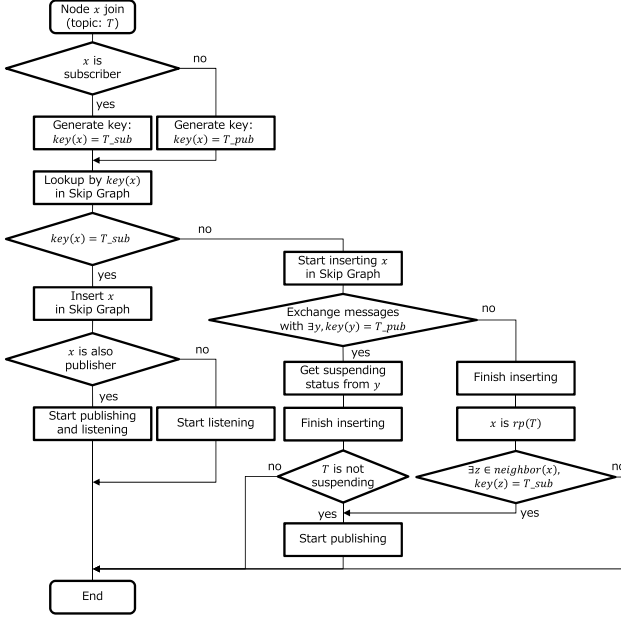 Node x join
(topic: T)
x is
subscriber
no
yes
Generate key:
key(x) = T_sub
Generate key:
key(x) = T_pub
Lookup by key(x)
in Skip Graph
key(x) = T_sub
no
yes
Start inserting x
in Skip Graph
Insert x
in Skip Graph
Exchange messages
with ∃y, key(y) = T_pub
no
yes
x is also
publisher
no
yes
Get suspending
status from y
Finish inserting
Start publishing
and listening
Start listening
Finish inserting
x is rp(T)
no
T is not
suspending
yes
∃z ∈ neighbor(x),
key(z) = T_sub
no
yes
Start publishing
End